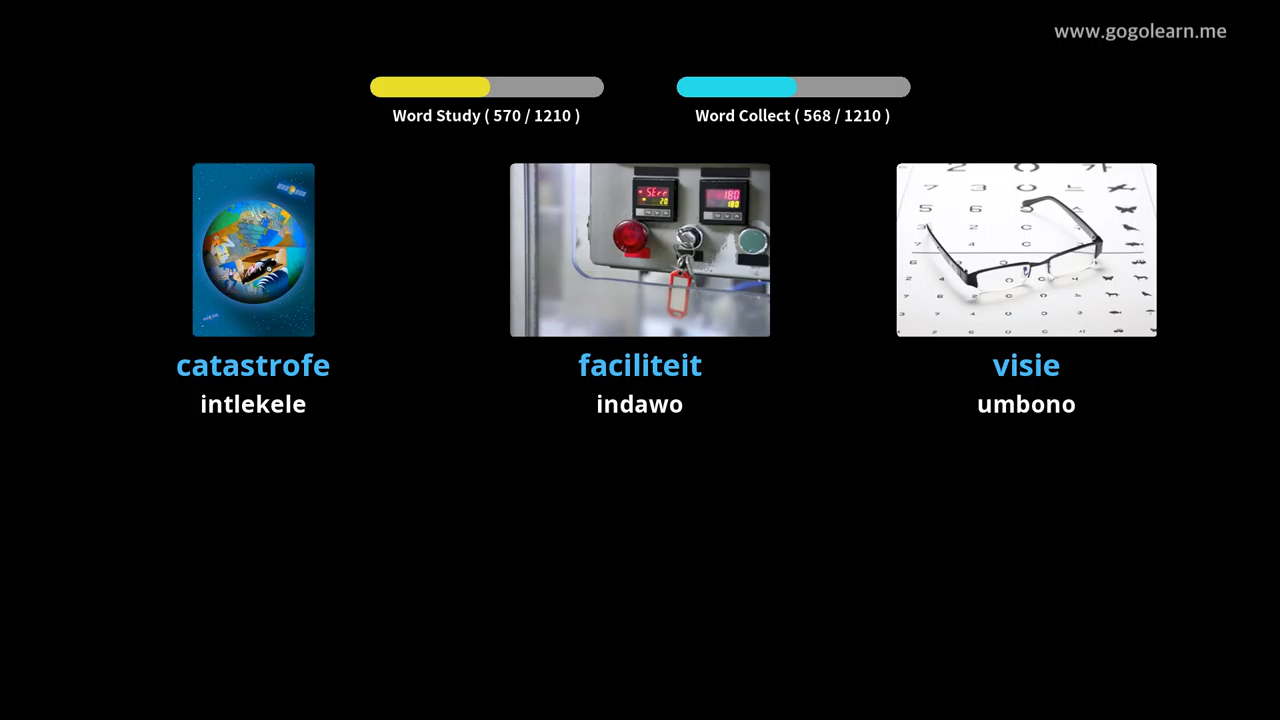 www.gogolearn.me
Word Study ( 570 / 1210 )
Word Collect ( 568 / 1210 )
catastrofe
intlekele
faciliteit
indawo
visie
umbono